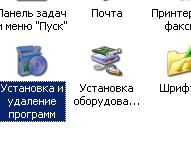 Панель задач
и меню "Пуск"
Почта
Принтер
факс
Установка и
удаление
программ
Установка
оборудова...
Шрифт